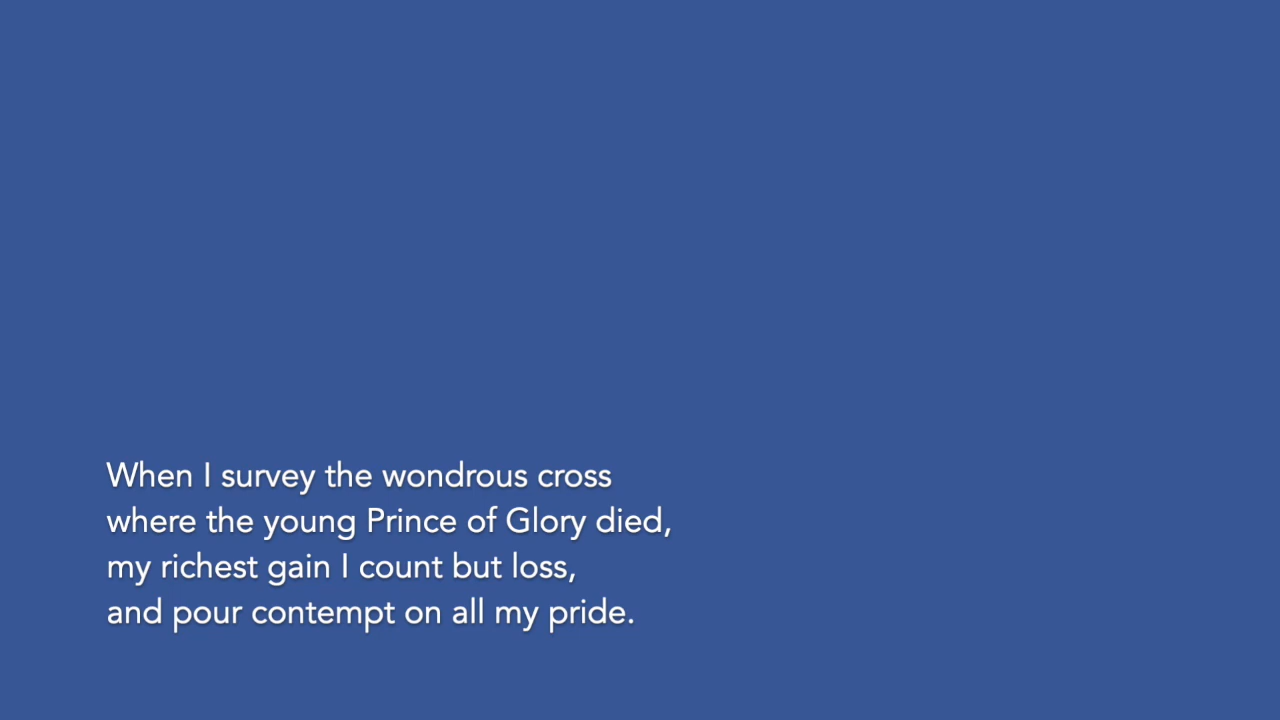 When I survey the wondrous cross
where the young Prince of Glory died,
my richest gain I count but loss,
and pour contempt on all my pride.